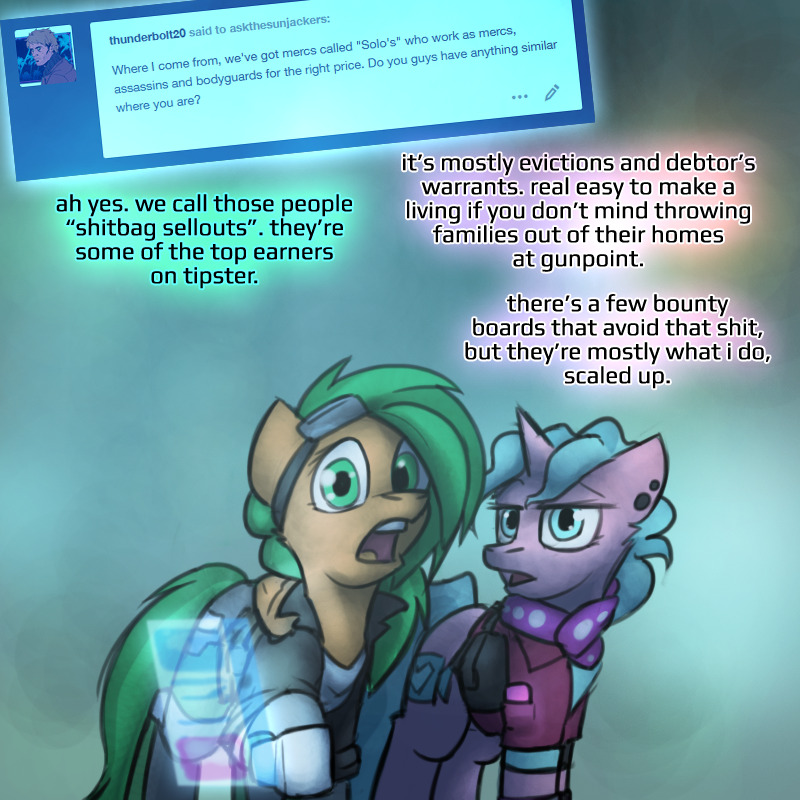 thunderbolt20 said to askthesunjackers:
Where I come from, we've got mercs called "Solo's" who work as mercs,
assassins and bodyguards for the right price. Do you guys have anything similar
where you are?
ah yes. we call those people
“shitbag sellouts”. they’re
some of the top earners
on tipster.
it’s mostly evictions and debtor’s
warrants. real easy to make a
living if you don’t mind throwing
families out of their homes
at gunpoint.
there’s a few bounty
boards that avoid that shit,
but they’re mostly what i do,
scaled up.